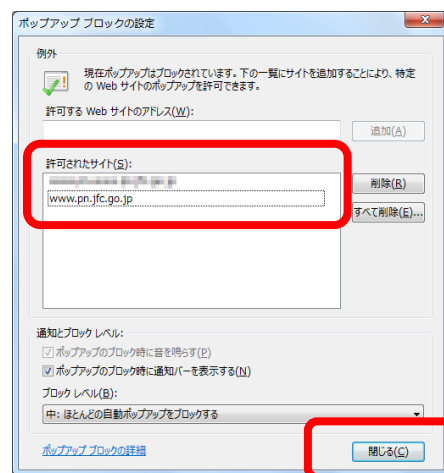 ポップアップ ブロックの設定
例外
現在ポップアップはブロックされています。下の一覧にサイトを追加することにより、特定
の Web サイトのポップアップを許可できます。
許可する Web サイトのアドレス(W):
追加(A)
許可されたサイト(S):
www.pn.jfc.go.jp
削除(R)
すべて削除(E)...
通知とブロック レベル:
ポップアップのブロック時に音を鳴らす(P)
ポップアップのブロック時に通知バーを表示する(N)
ブロック レベル(B):
中: ほとんどの自動ポップアップをブロックする
ポップアップ ブロックの詳細
閉じる(C)